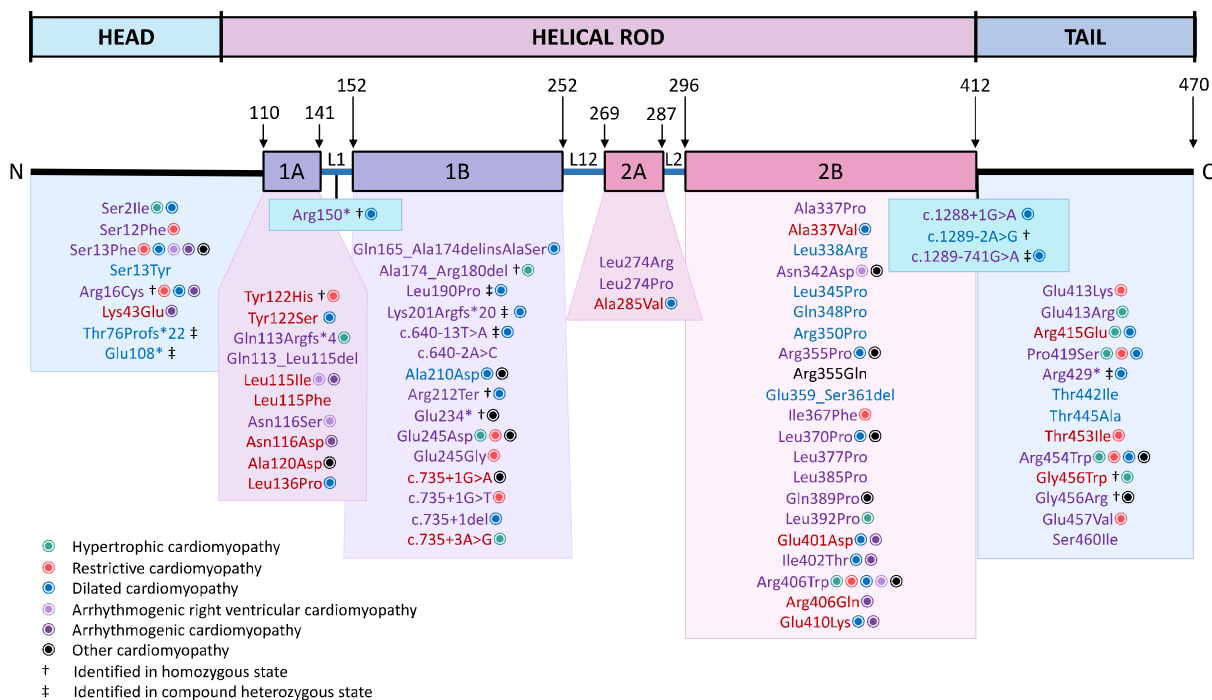 HEAD
HELICAL ROD
TAIL
152
252
296
412
470
110
141
269
287
N
1A
L1
1B
L12
2A
L2
2B
C
Ser2Ile
Ser12Phe
Ser13Phe
Ser13Tyr
Arg16Cys †
Lys43Glu
Thr76Profs*22 ‡
Glu108* ‡
Tyr122His †
Tyr122Ser
Gln113Argfs*4
Gln113_Leu115del
Leu115Ile
Leu115Phe
Asn116Ser
Asn116Asp
Ala120Asp
Leu136Pro
Arg150* †
Gln165_Ala174delinsAlaSer
Ala174_Arg180del †
Leu190Pro ‡
Lys201Argfs*20 ‡
c.640-13T>A ‡
c.640-2A>C
Ala210Asp
Arg212Ter †
Glu234* †
Glu245Asp
Glu245Gly
c.735+1G>A
c.735+1G>T
c.735+1del
c.735+3A>G
Leu274Arg
Leu274Pro
Ala285Val
Ala337Pro
Ala337Val
Leu338Arg
Asn342Asp
Leu345Pro
Gln348Pro
Arg350Pro
Arg355Pro
Arg355Gln
Glu359_Ser361del
Ile367Phe
Leu370Pro
Leu377Pro
Leu385Pro
Gln389Pro
Leu392Pro
Glu401Asp
Ile402Thr
Arg406Trp
Arg406Gln
Glu410Lys
c.1288+1G>A
c.1289-2A>G †
c.1289-741G>A ‡
Glu413Lys
Glu413Arg
Arg415Glu
Pro419Ser
Arg429* ‡
Thr442Ile
Thr445Ala
Thr453Ile
Arg454Trp
Gly456Trp †
Gly456Arg †
Glu457Val
Ser460Ile
Hypertrophic cardiomyopathy
Restrictive cardiomyopathy
Dilated cardiomyopathy
Arrhythmogenic right ventricular cardiomyopathy
Arrhythmogenic cardiomyopathy
Other cardiomyopathy
† Identified in homozygous state
‡ Identified in compound heterozygous state